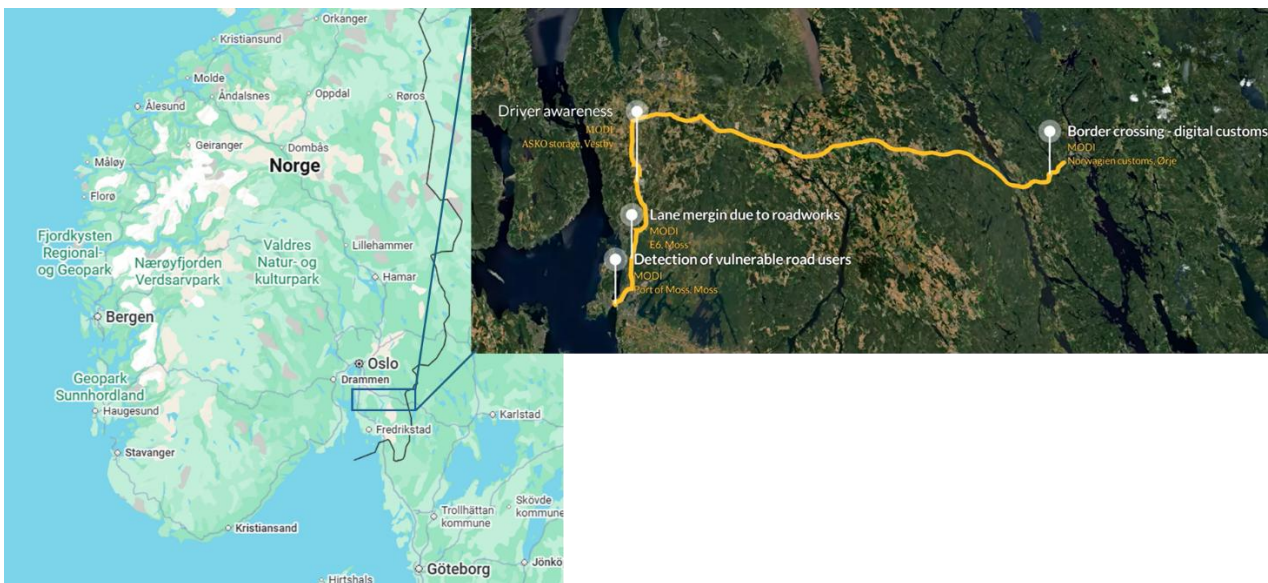 Orkanger
Kristiansund
Molde
Åndalsnes
Oppdal
Røros
Ålesund
Geiranger
Dombås
Måløy
Norge
Florø
Fjordkysten
Regional-
og Geopark
Nærøyfjorden
Verdsarvpark
Valdres
Natur- og
kulturpark
Lillehammer
Hamar
Bergen
Oslo
Drammen
Geopark
Sunnhordland
Haugesund
Fredrikstad
Karlstad
Stavanger
Trollhättan
kommune
Skövde
kommune
Kristiansand
Göteborg
Jönkö
Hirtshals
Driver awareness
MODI
ASKO storage, Vestby
Border crossing - digital customs
MODI
Norwagien customs, Ørje
Lane mergin due to roadworks
MODI
E6, Moss
Detection of vulnerable road users
MODI
Port of Moss, Moss